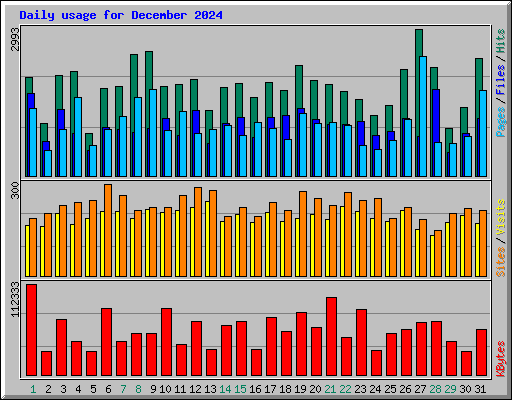 Daily usage for December 2024
2993
Pages / Files / Hits
300
Sites / Visits
112333
KBytes
1 2 3 4 5 6 7 8 9 10 11 12 13 14 15 16 17 18 19 20 21 22 23 24 25 26 27 28 29 30 31